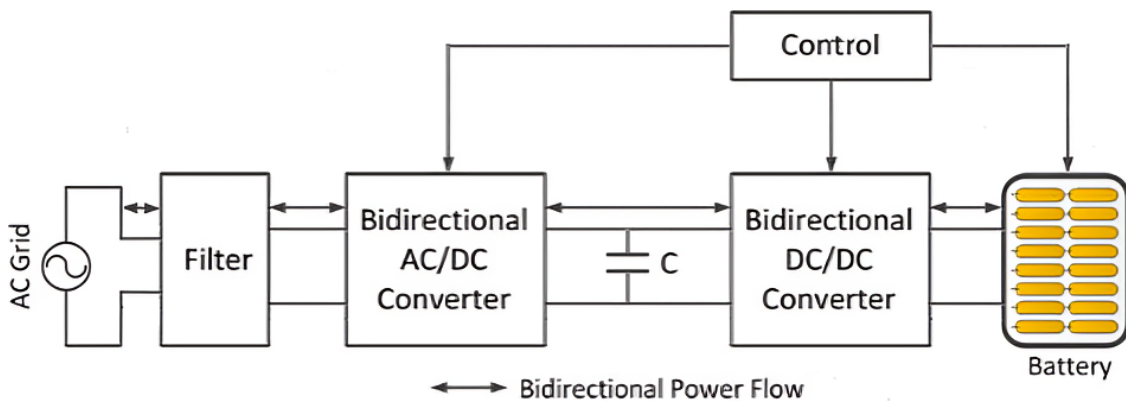 Control
AC Grid
Filter
Bidirectional
AC/DC
Converter
C
Bidirectional
DC/DC
Converter
Battery
Bidirectional Power Flow